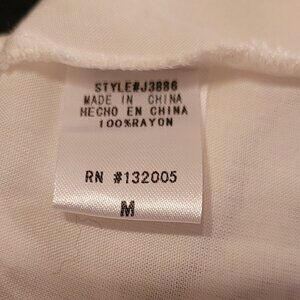 STYLE#J3886
MADE IN CHINA
HECHO EN CHINA
100%RAYON
RN #132005
M